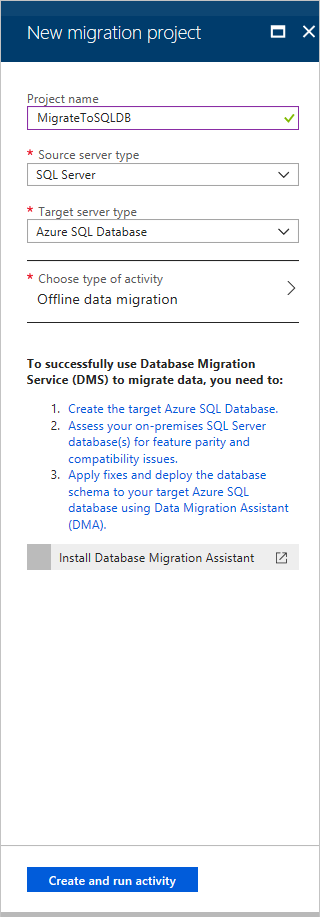 New migration project
Project name
MigrateToSQLDB
* Source server type
SQL Server
* Target server type
Azure SQL Database
* Choose type of activity
Offline data migration
To successfully use Database Migration
Service (DMS) to migrate data, you need to:
1. Create the target Azure SQL Database.
2. Assess your on-premises SQL Server
database(s) for feature parity and
compatibility issues.
3. Apply fixes and deploy the database
schema to your target Azure SQL
database using Data Migration Assistant
(DMA).
Install Database Migration Assistant
Create and run activity